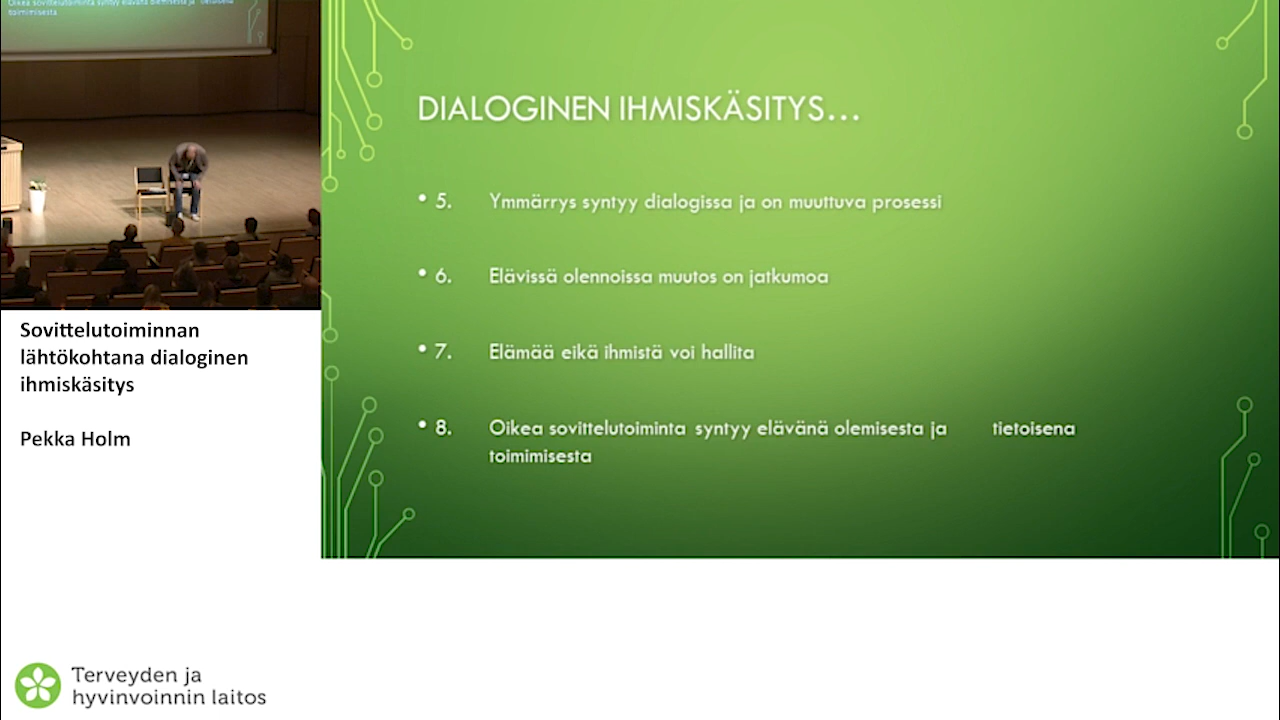 Oikea sovittelutoiminta syntyy elävänä olemisesta ja tietoisena
toimimisesta
Sovittelutoiminnan
lähtökohtana dialoginen
ihmiskäsitys
Pekka Holm
DIALOGINEN IHMISKÄSITYS...
• 5. Ymmärrys syntyy dialogissa ja on muuttuva prosessi
• 6. Elävissä olennoissa muutos on jatkumoa
• 7. Elämää eikä ihmistä voi hallita
• 8. Oikea sovittelutoiminta syntyy elävänä olemisesta ja tietoisena
toimimisesta
Terveyden ja
hyvinvoinnin laitos